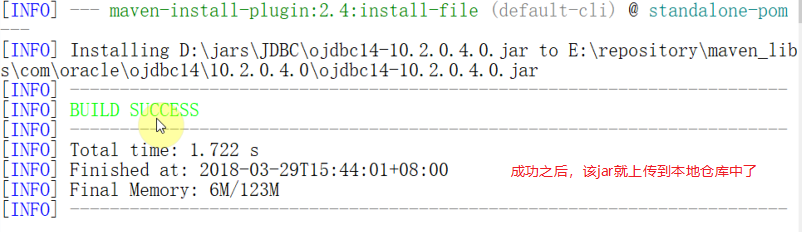 [INFO] --- maven-install-plugin:2.4:install-file (default-cli) @ standalone-pom
---
[INFO] Installing D:\jars\JDBC\ojdbc14-10.2.0.4.0.jar to E:\repository\maven_lib
s\com\oracle\ojdbc14\10.2.0.4.0\ojdbc14-10.2.0.4.0.jar
[INFO] ------------------------------------------------------------------------
[INFO] BUILD SUCCESS
[INFO] ------------------------------------------------------------------------
[INFO] Total time: 1.722 s
[INFO] Finished at: 2018-03-29T15:44:01+08:00
成功之后，该jar就上传到本地仓库中了
[INFO] Final Memory: 6M/123M
[INFO] ------------------------------------------------------------------------